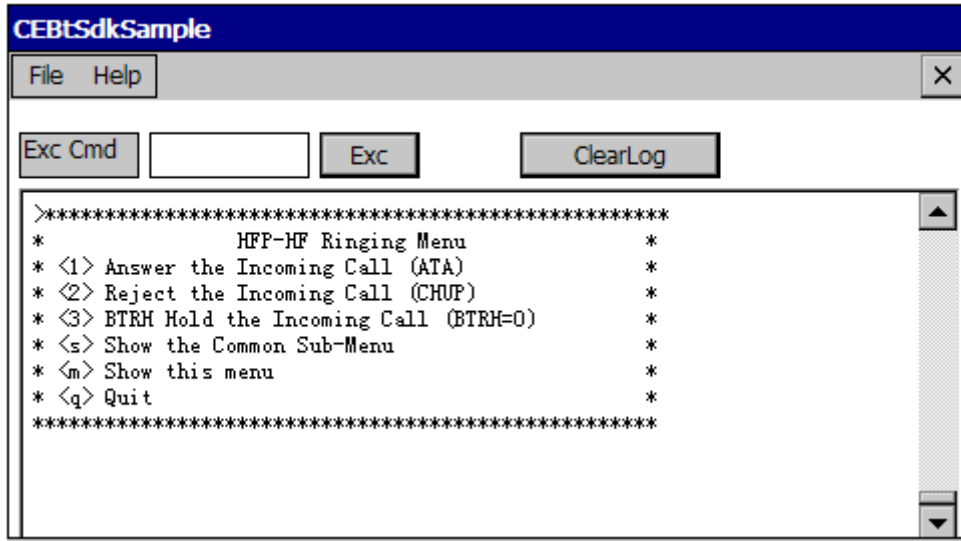 CEBtSdkSample
File Help ×
Exc Cmd Exc ClearLog
>****************************************************
* HFP-HF Ringing Menu *
* <1> Answer the Incoming Call (ATA) *
* <2> Reject the Incoming Call (CHUP) *
* <3> BTRH Hold the Incoming Call (BTRH=0) *
* <s> Show the Common Sub-Menu *
* <m> Show this menu *
* <q> Quit *
****************************************************